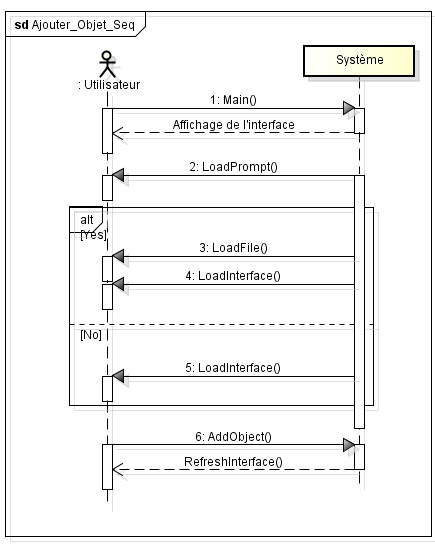 sd Ajouter_Objet_Seq
Système
: Utilisateur
1: Main()
Affichage de l'interface
2: LoadPrompt()
alt
[Yes]
3: LoadFile()
4: LoadInterface()
[No]
5: LoadInterface()
6: AddObject()
RefreshInterface()